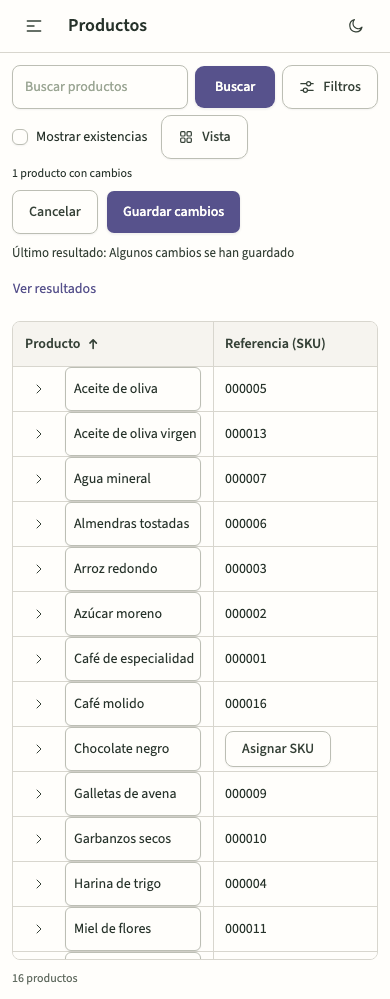 Productos
Buscar productos
Buscar
Filtros
Mostrar existencias
Vista
1 producto con cambios
Cancelar
Guardar cambios
Último resultado: Algunos cambios se han guardado
Ver resultados
Producto ↑ Referencia (SKU)
Aceite de oliva 000005
Aceite de oliva virgen 000013
Agua mineral 000007
Almendras tostadas 000006
Arroz redondo 000003
Azúcar moreno 000002
Café de especialidad 000001
Café molido 000016
Chocolate negro Asignar SKU
Galletas de avena 000009
Garbanzos secos 000010
Harina de trigo 000004
Miel de flores 000011
16 productos